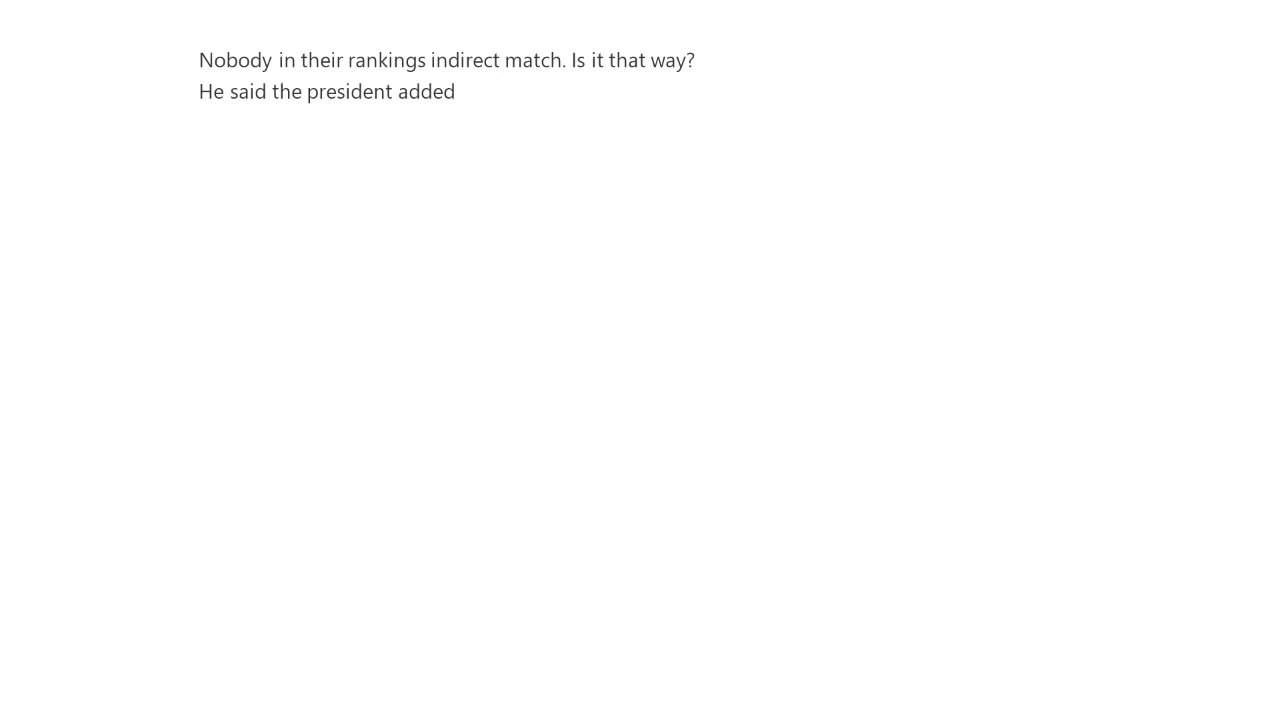 Nobody in their rankings indirect match. Is it that way?
He said the president added